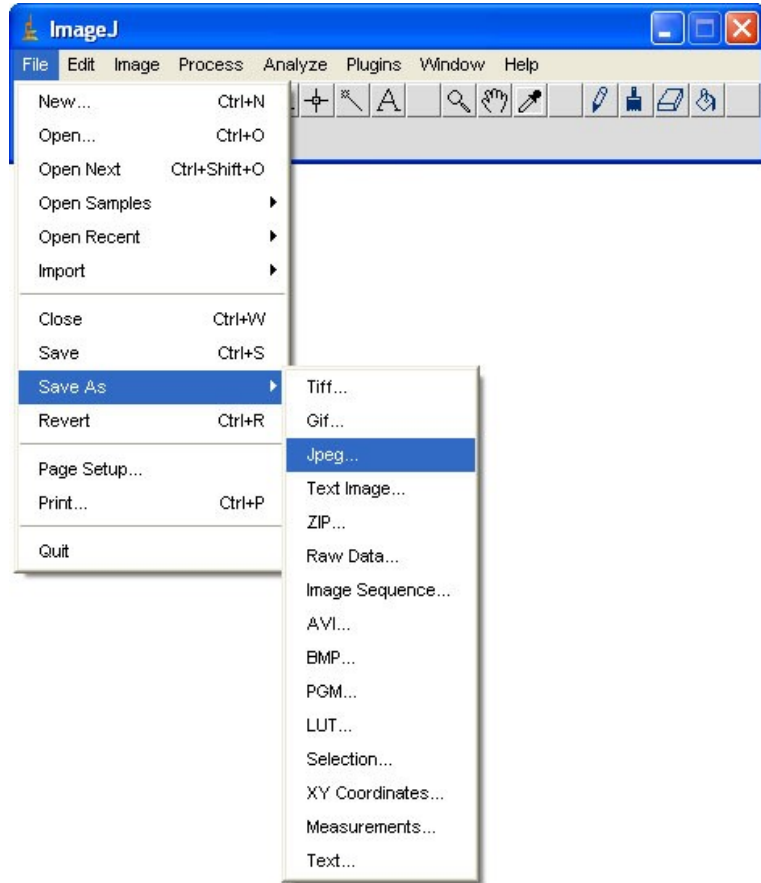 ImageJ
File Edit Image Process Analyze Plugins Window Help
A
New... Ctrl+N
Open... Ctrl+O
Open Next Ctrl+Shift+O
Open Samples
Open Recent
Import
Close Ctrl+W
Save Ctrl+S
Save As
Revert Ctrl+R
Page Setup...
Print... Ctrl+P
Quit
Tiff...
Gif...
Jpeg...
Text Image...
ZIP...
Raw Data...
Image Sequence...
AVI...
BMP...
PGM...
LUT...
Selection...
XY Coordinates...
Measurements...
Text...